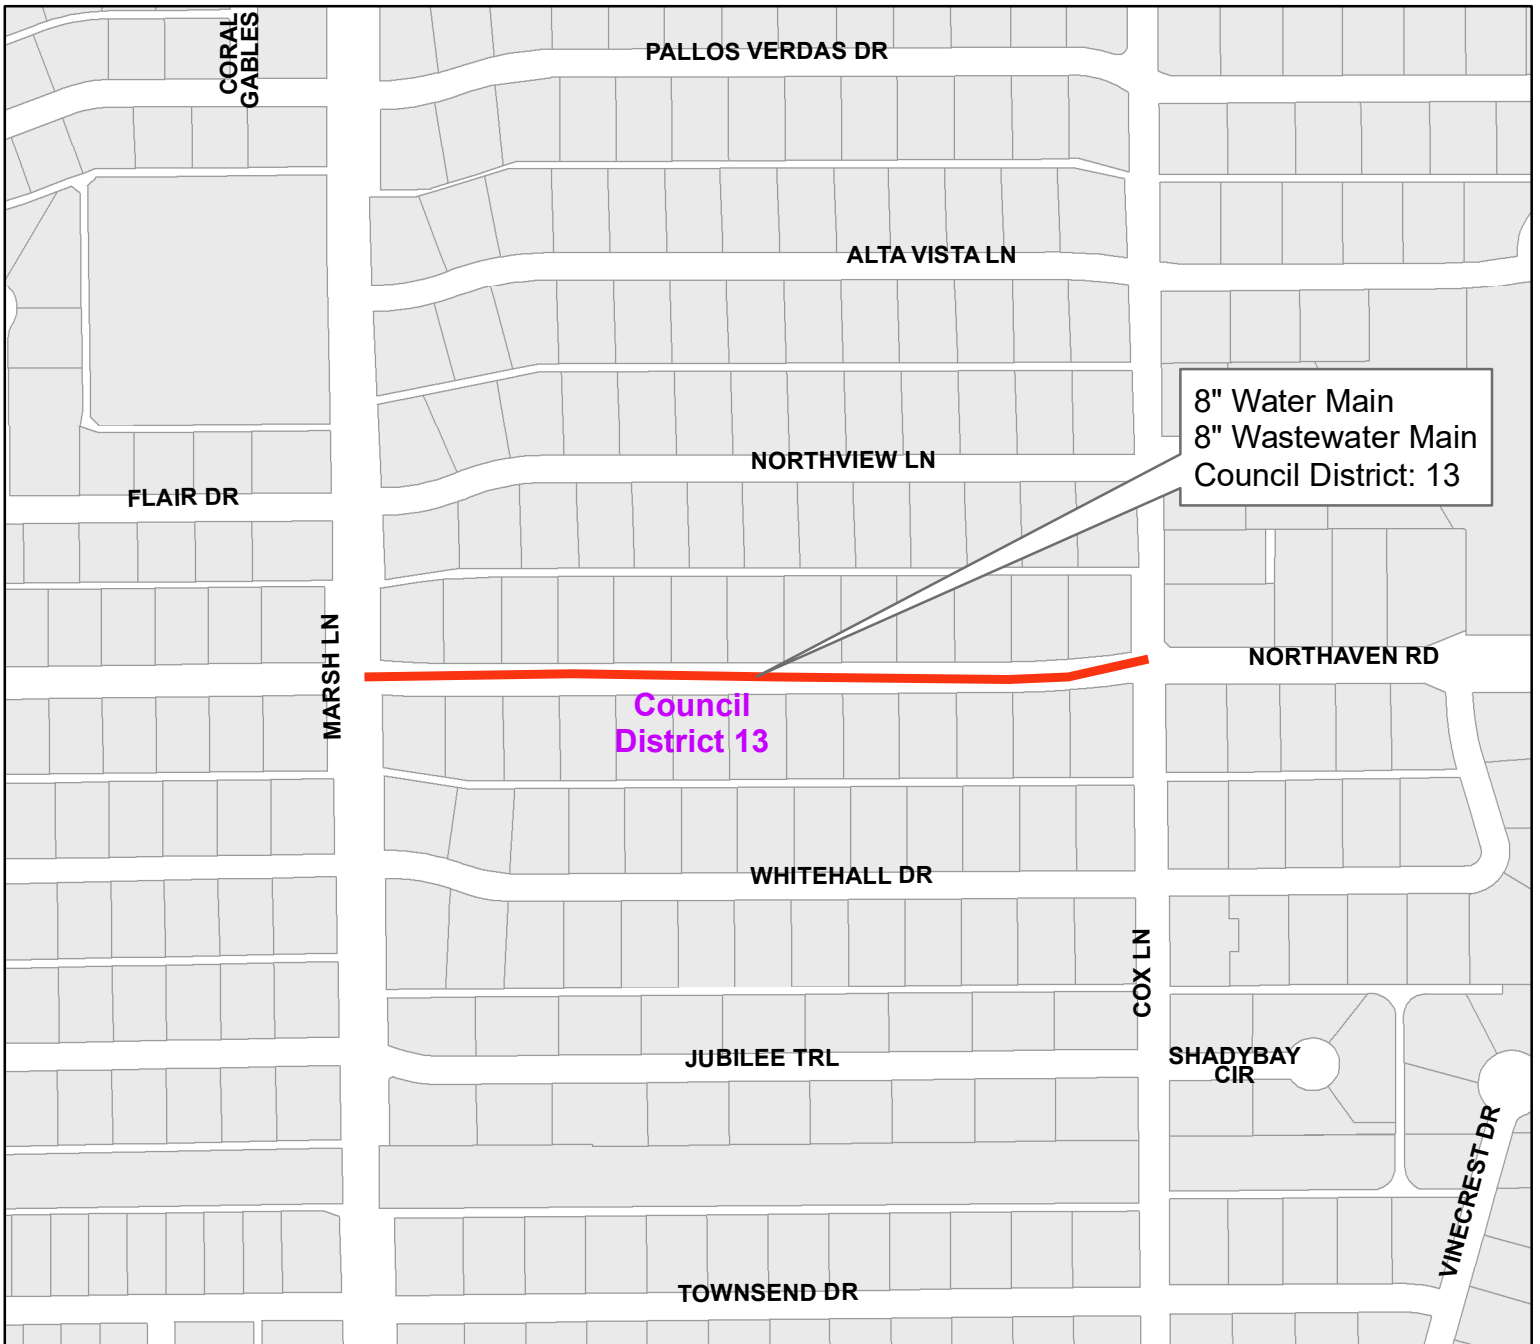 CORAL
GABLES
PALLOS VERDAS DR
ALTA VISTA LN
8" Water Main
8" Wastewater Main
Council District: 13
NORTHVIEW LN
FLAIR DR
MARSH LN
NORTHAVEN RD
Council
District 13
WHITEHALL DR
COX LN
JUBILEE TRL
SHADYBAY
CIR
VINECREST DR
TOWNSEND DR